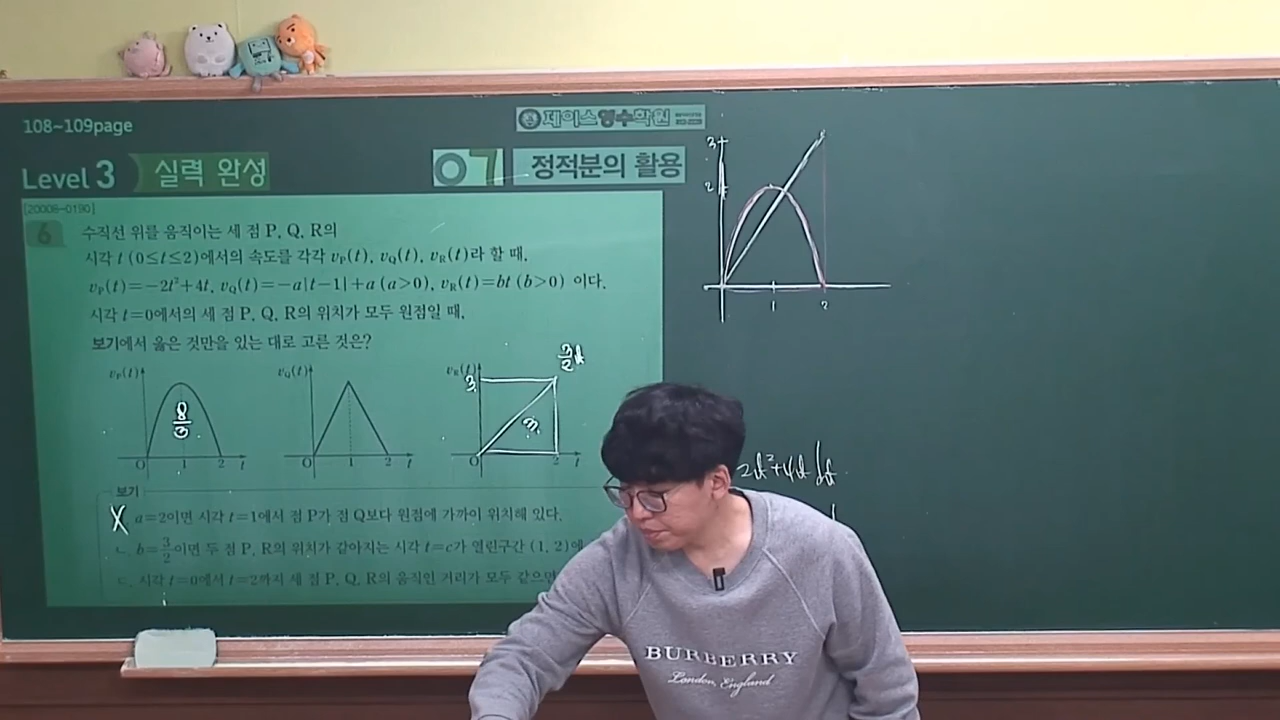 108~109page
제이스영수학원
Level 3 실력 완성
07 정적분의 활용
[20008-0190]
6
수직선 위를 움직이는 세 점 P, Q, R의
시각 t (0≤t≤2)에서의 속도를 각각 vP(t), vQ(t), vR(t)라 할 때,
vP(t)=-2t²+4t, vQ(t)=-a|t-1|+a (a>0), vR(t)=bt (b>0) 이다.
시각 t=0에서의 세 점 P, Q, R의 위치가 모두 원점일 때,
보기에서 옳은 것만을 있는 대로 고른 것은?
vP(t) 8/3 O 1 2 t
vQ(t) O 1 2 t
vR(t) 3 3/2 3 O 2 t
보기
X a=2이면 시각 t=1에서 점 P가 점 Q보다 원점에 가까이 위치해 있다.
ㄴ. b=3/2이면 두 점 P, R의 위치가 같아지는 시각 t=c가 열린구간 (1, 2)에
ㄷ. 시각 t=0에서 t=2까지 세 점 P, Q, R의 움직인 거리가 모두 같으면
3
2
1 2
BURBERRY
London, England